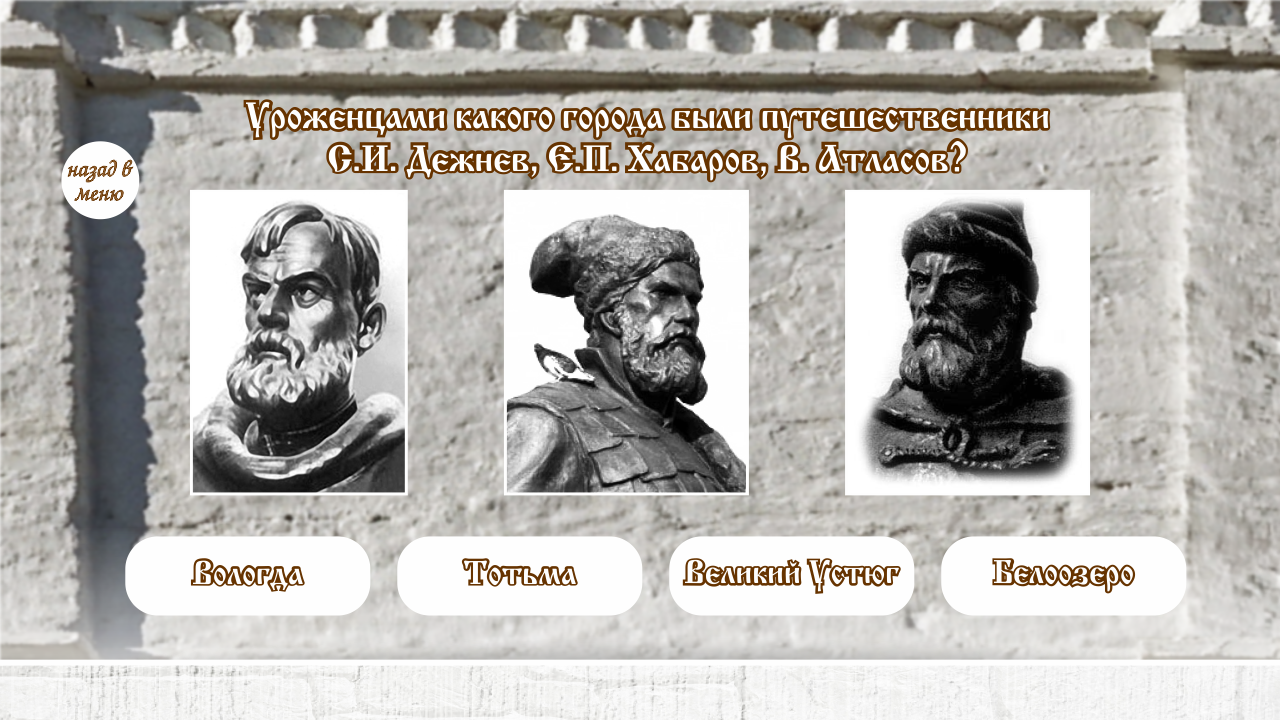 Уроженцами какого города были путешественники
С.И. Дежнев, Е.П. Хабаров, В. Атласов?
назад в
меню
Вологда
Тотьма
Великий Устюг
Белоозеро